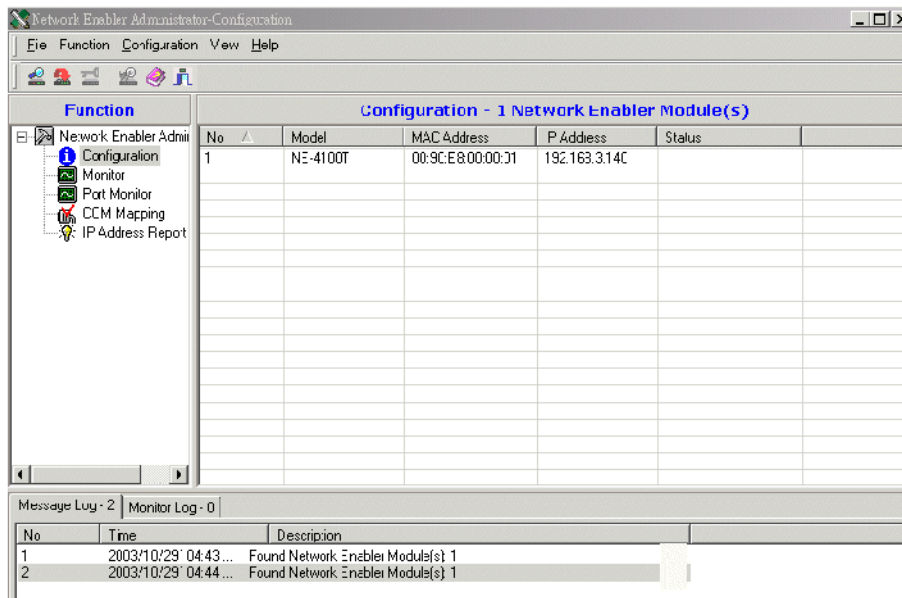 Network Enabler Administrator-Configuration
File Function Configuration View Help
Function
Configuration - 1 Network Enabler Module(s)
Network Enabler Admi
Configuration
Monitor
Port Monitor
COM Mapping
IP Address Report
No Model MAC Address IP Address Status
1 NE-4100T 00:90:E8:00:00:01 192.168.3.140
Message Log - 2 Monitor Log - 0
No Time Description
1 2003/10/29 04:43... Found Network Enabler Module(s): 1
2 2003/10/29 04:44... Found Network Enabler Module(s): 1